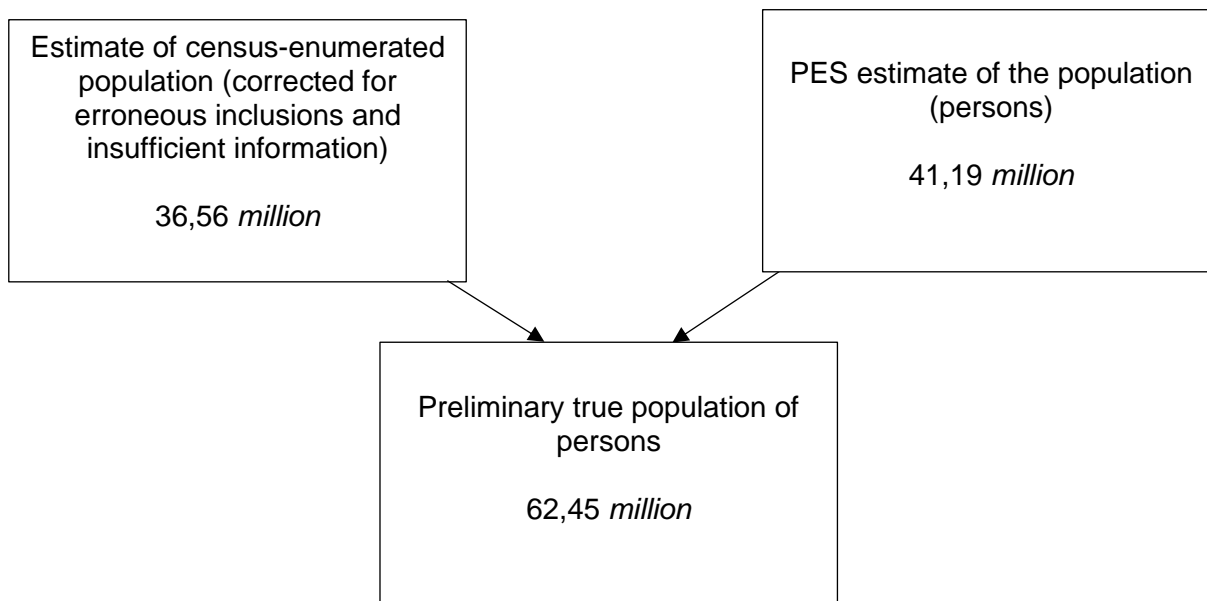 Estimate of census-enumerated
population (corrected for
erroneous inclusions and
insufficient information)
36,56 million
PES estimate of the population
(persons)
41,19 million
Preliminary true population of
persons
62,45 million